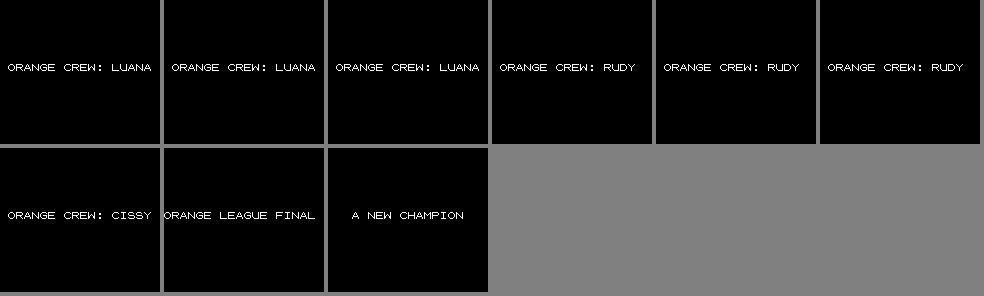 ORANGE CREW: LUANA
ORANGE CREW: LUANA
ORANGE CREW: LUANA
ORANGE CREW: RUDY
ORANGE CREW: RUDY
ORANGE CREW: RUDY
ORANGE CREW: CISSY
ORANGE LEAGUE FINAL
A NEW CHAMPION